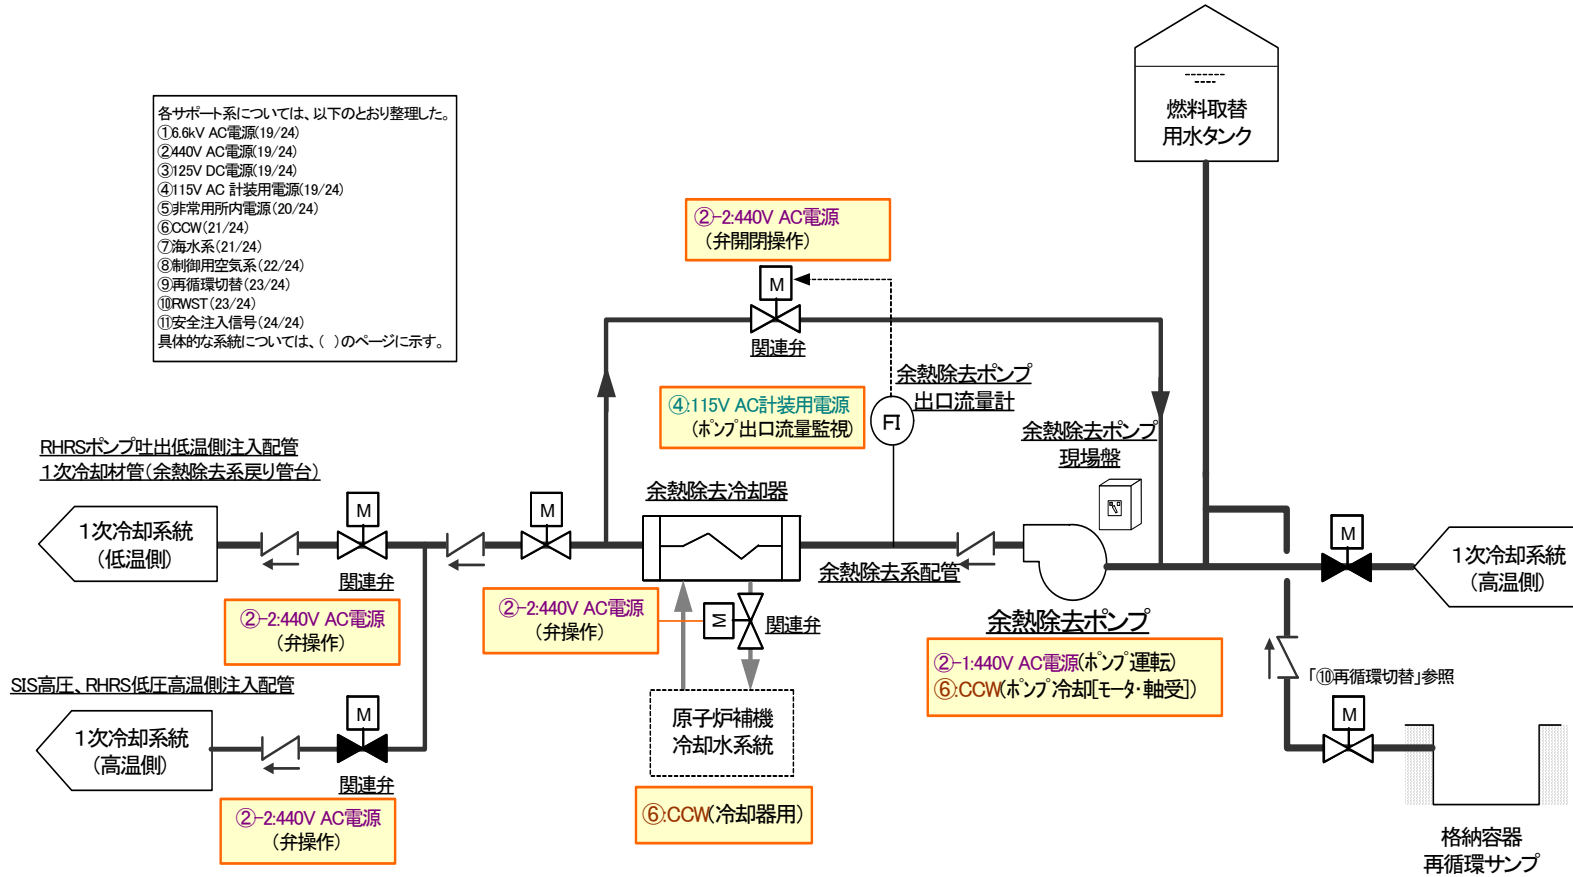 各サポート系については、以下のとおり整理した。
①6.6kV AC電源(19/24)
②440V AC電源(19/24)
③125V DC電源(19/24)
④115V AC 計装用電源(19/24)
⑤非常用所内電源(20/24)
⑥CCW(21/24)
⑦海水系(21/24)
⑧制御用空気系(22/24)
⑨再循環切替(23/24)
⑩RWST(23/24)
⑪安全注入信号(24/24)
具体的な系統については、( )のページに示す。
燃料取替
用水タンク
②-2:440V AC電源
(弁開閉操作)
M
関連弁
④:115V AC計装用電源
(ポンプ出口流量監視)
余熱除去ポンプ
出口流量計
FI
余熱除去ポンプ
現場盤
RHRSポンプ吐出低温側注入配管
1次冷却材管(余熱除去系戻り管台)
1次冷却系統
(低温側)
M
関連弁
M
余熱除去冷却器
余熱除去系配管
M
1次冷却系統
(高温側)
②-2:440V AC電源
(弁操作)
②-2:440V AC電源
(弁操作)
M
関連弁
余熱除去ポンプ
②-1:440V AC電源(ポンプ運転)
⑥:CCW(ポンプ冷却[モータ・軸受])
「⑩再循環切替」参照
SIS高圧、RHRS低圧高温側注入配管
1次冷却系統
(高温側)
M
関連弁
②-2:440V AC電源
(弁操作)
原子炉補機
冷却水系統
⑥:CCW(冷却器用)
M
格納容器
再循環サンプ